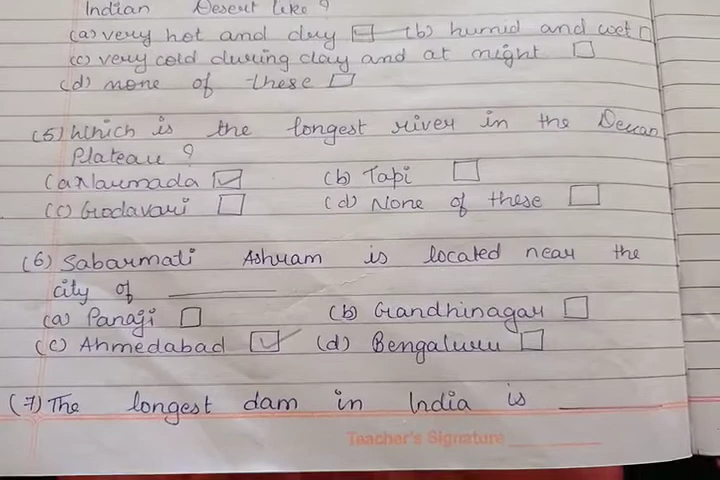 Indian Desert like ?
(a) very hot and dry ☑ (b) humid and wet ☐
(c) very cold during day and at night ☐
(d) none of these ☐
(5) Which is the longest river in the Deccan
Plateau ?
(a) Narmada ☑ (b) Tapi ☐
(c) Godavari ☐ (d) None of these ☐
(6) Sabarmati Ashram is located near the
city of ________
(a) Panaji ☐ (b) Gandhinagar ☐
(c) Ahmedabad ☑ (d) Bengaluru ☐
(7) The longest dam in India is ________
Teacher's Signature ________